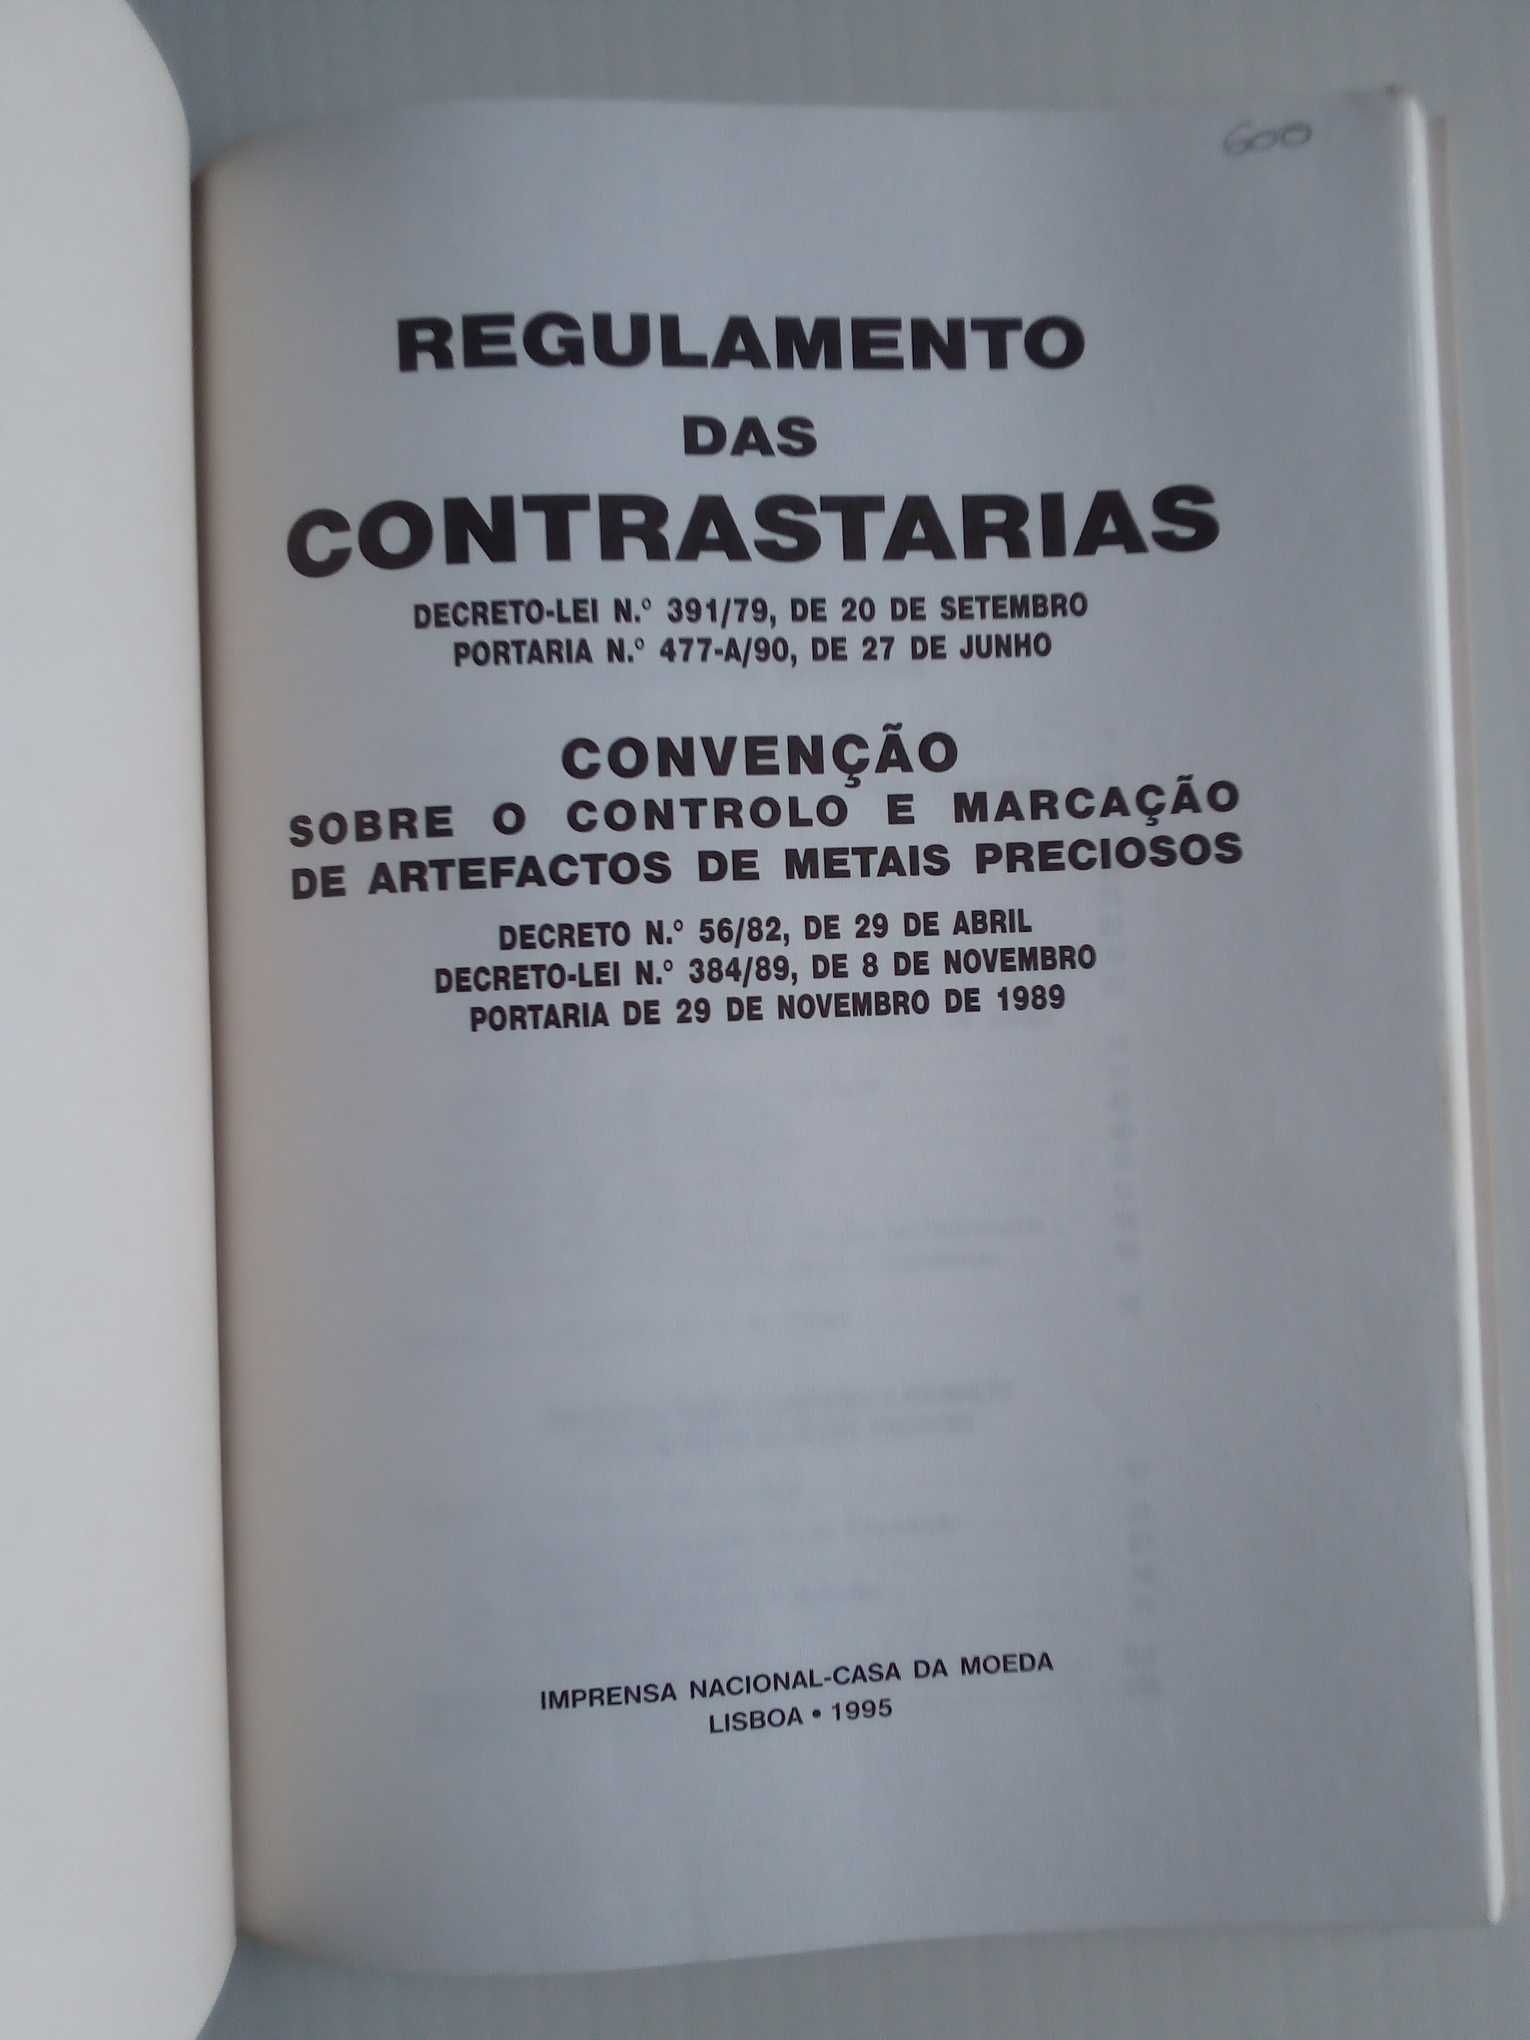 600
REGULAMENTO
DAS
CONTRASTARIAS
DECRETO-LEI N.º 391/79, DE 20 DE SETEMBRO
PORTARIA N.º 477-A/90, DE 27 DE JUNHO
CONVENÇÃO
SOBRE O CONTROLO E MARCAÇÃO
DE ARTEFACTOS DE METAIS PRECIOSOS
DECRETO N.º 56/82, DE 29 DE ABRIL
DECRETO-LEI N.º 384/89, DE 8 DE NOVEMBRO
PORTARIA DE 29 DE NOVEMBRO DE 1989
IMPRENSA NACIONAL-CASA DA MOEDA
LISBOA • 1995